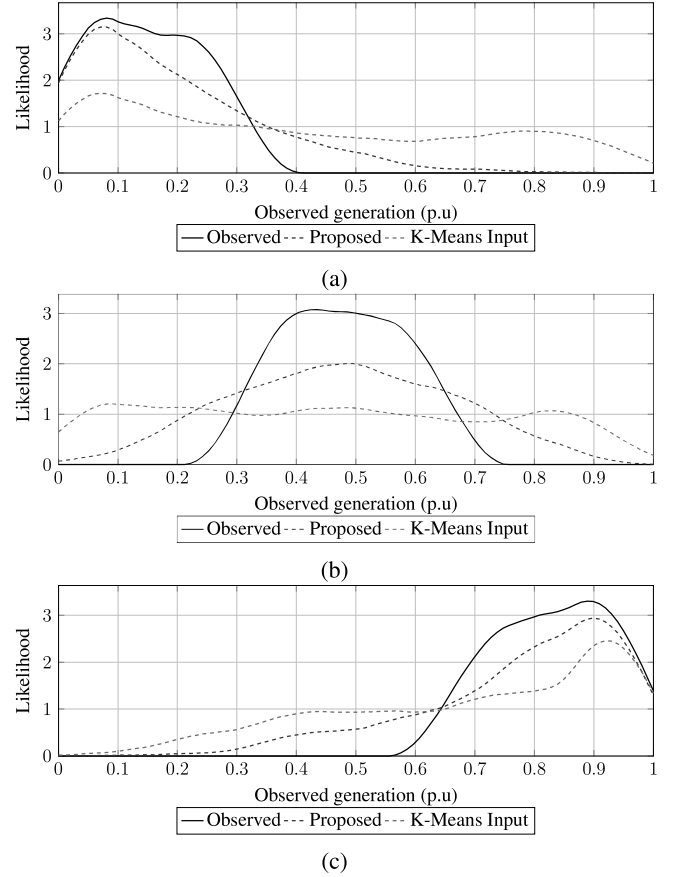 3
2
1
0
Likelihood
0 0.1 0.2 0.3 0.4 0.5 0.6 0.7 0.8 0.9 1
Observed generation (p.u)
Observed Proposed K-Means Input
(a)
3
2
1
0
Likelihood
0 0.1 0.2 0.3 0.4 0.5 0.6 0.7 0.8 0.9 1
Observed generation (p.u)
Observed Proposed K-Means Input
(b)
3
2
1
0
Likelihood
0 0.1 0.2 0.3 0.4 0.5 0.6 0.7 0.8 0.9 1
Observed generation (p.u)
Observed Proposed K-Means Input
(c)